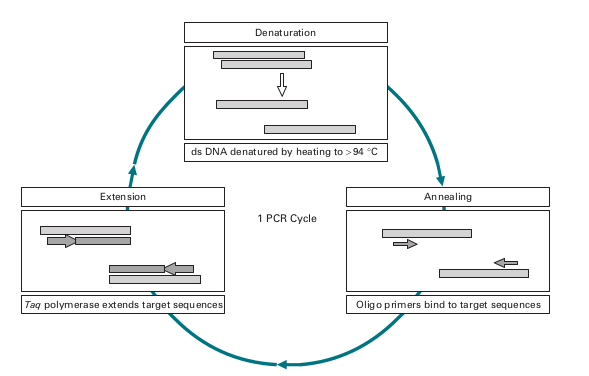 Denaturation
ds DNA denatured by heating to >94 °C
Extension
Annealing
1 PCR Cycle
Taq polymerase extends target sequences
Oligo primers bind to target sequences